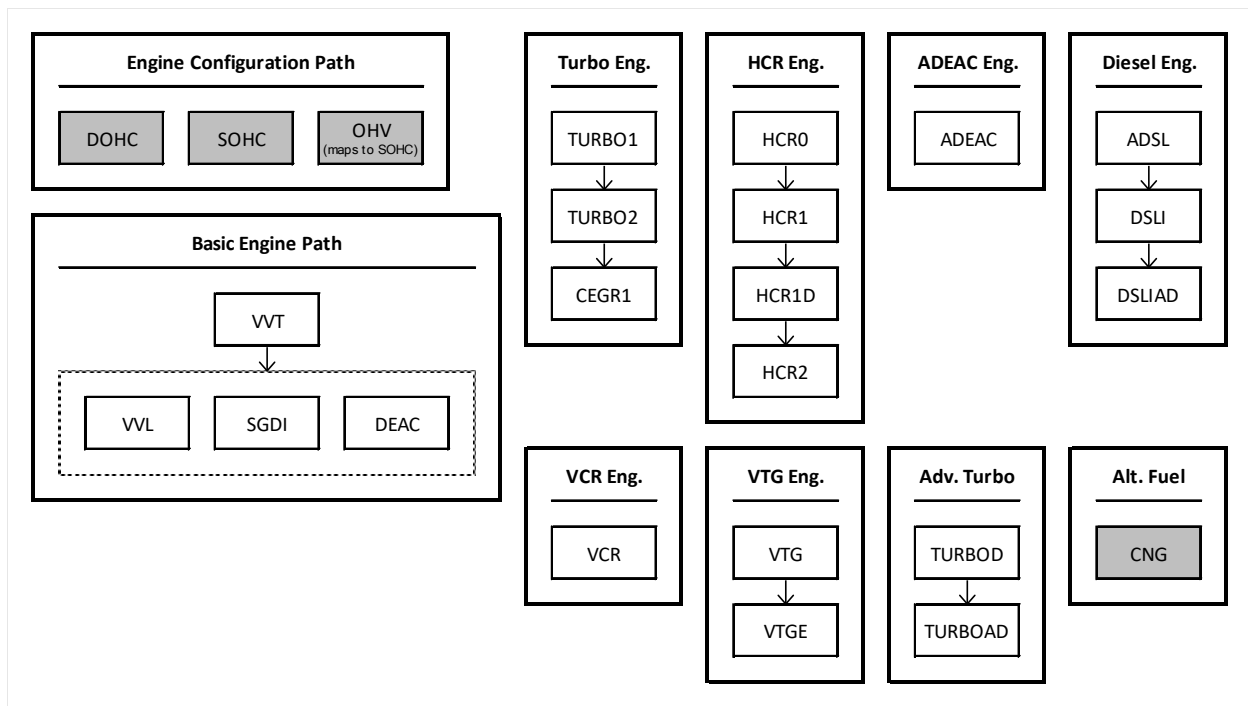 Engine Configuration Path
DOHC
SOHC
OHV
(maps to SOHC)
Basic Engine Path
VVT
VVL
SGDI
DEAC
Turbo Eng.
TURBO1
TURBO2
CEGR1
HCR Eng.
HCR0
HCR1
HCR1D
HCR2
ADEAC Eng.
ADEAC
Diesel Eng.
ADSL
DSLI
DSLIAD
VCR Eng.
VCR
VTG Eng.
VTG
VTGE
Adv. Turbo
TURBOD
TURBOAD
Alt. Fuel
CNG